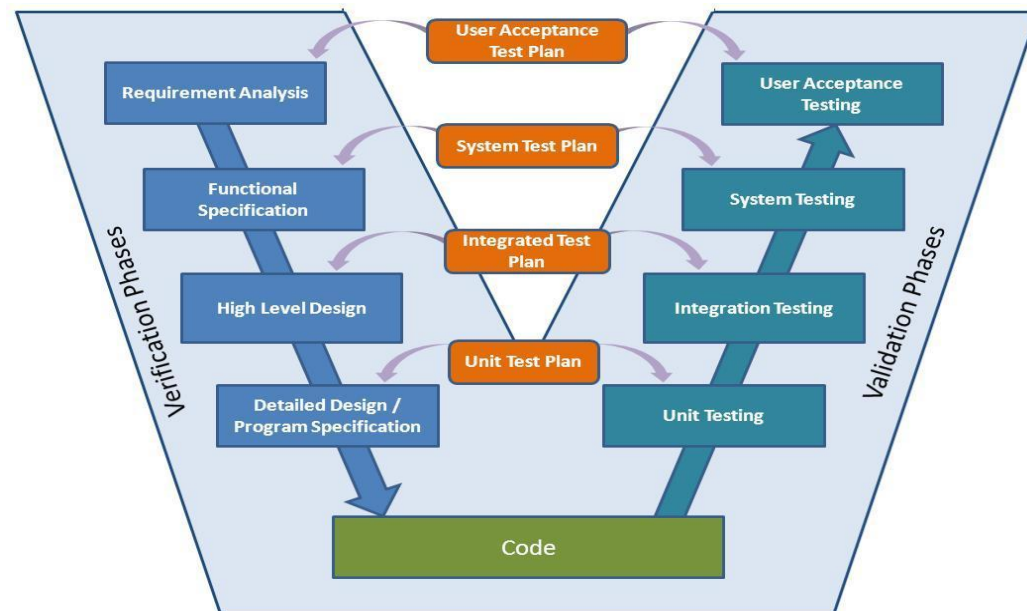 User Acceptance
Test Plan
Requirement Analysis
User Acceptance
Testing
System Test Plan
Functional
Specification
System Testing
Integrated Test
Plan
High Level Design
Integration Testing
Unit Test Plan
Detailed Design /
Program Specification
Unit Testing
Code
Verification Phases
Validation Phases